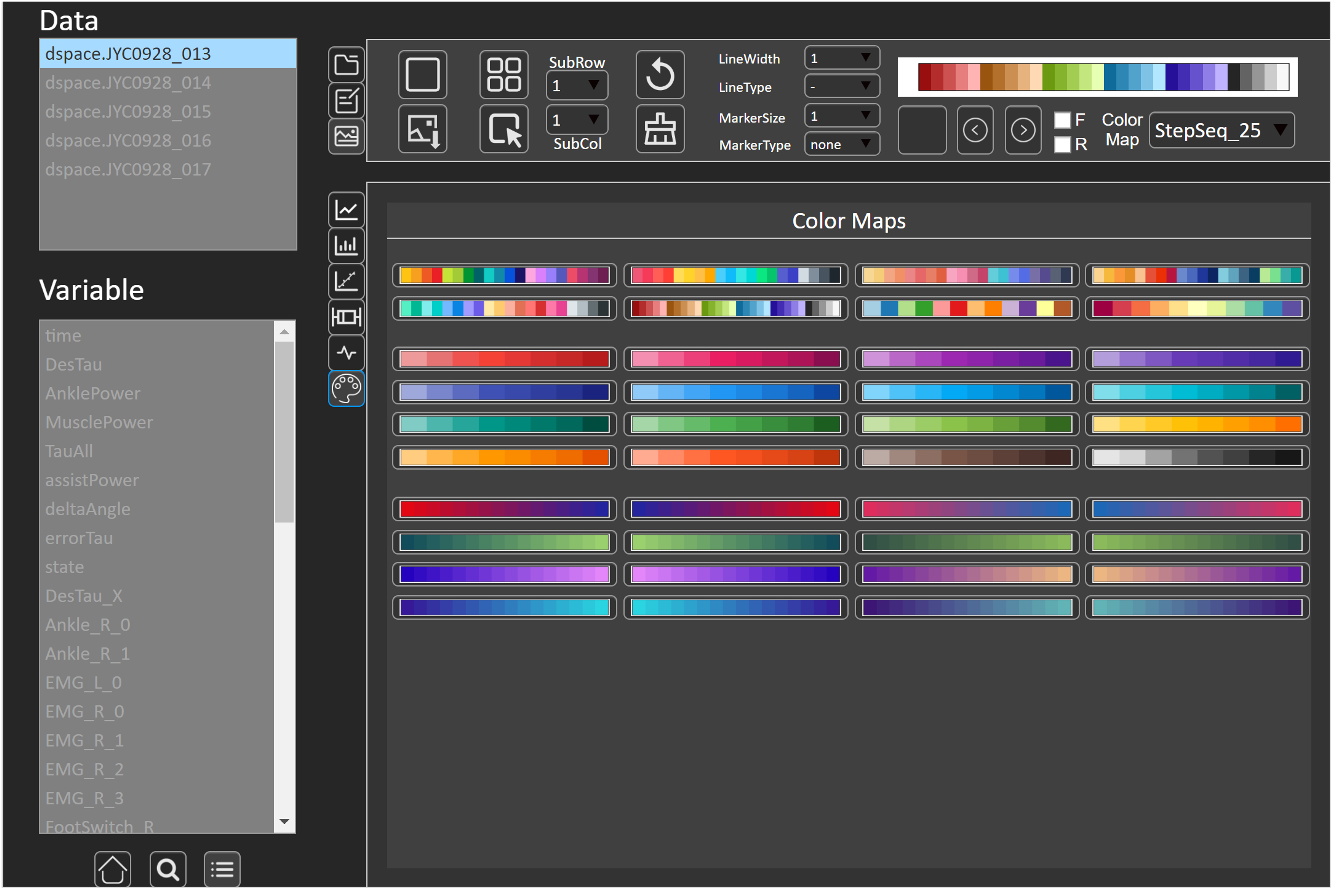 Data
dspace.JYC0928_013
dspace.JYC0928_014
dspace.JYC0928_015
dspace.JYC0928_016
dspace.JYC0928_017
Variable
time
DesTau
AnklePower
MusclePower
TauAll
assistPower
deltaAngle
errorTau
state
DesTau_X
Ankle_R_0
Ankle_R_1
EMG_L_0
EMG_R_0
EMG_R_1
EMG_R_2
EMG_R_3
FootSwitch_R
SubRow
1
1
SubCol
LineWidth 1
LineType -
MarkerSize 1
MarkerType none
F
R
Color
Map
StepSeq_25
Color Maps